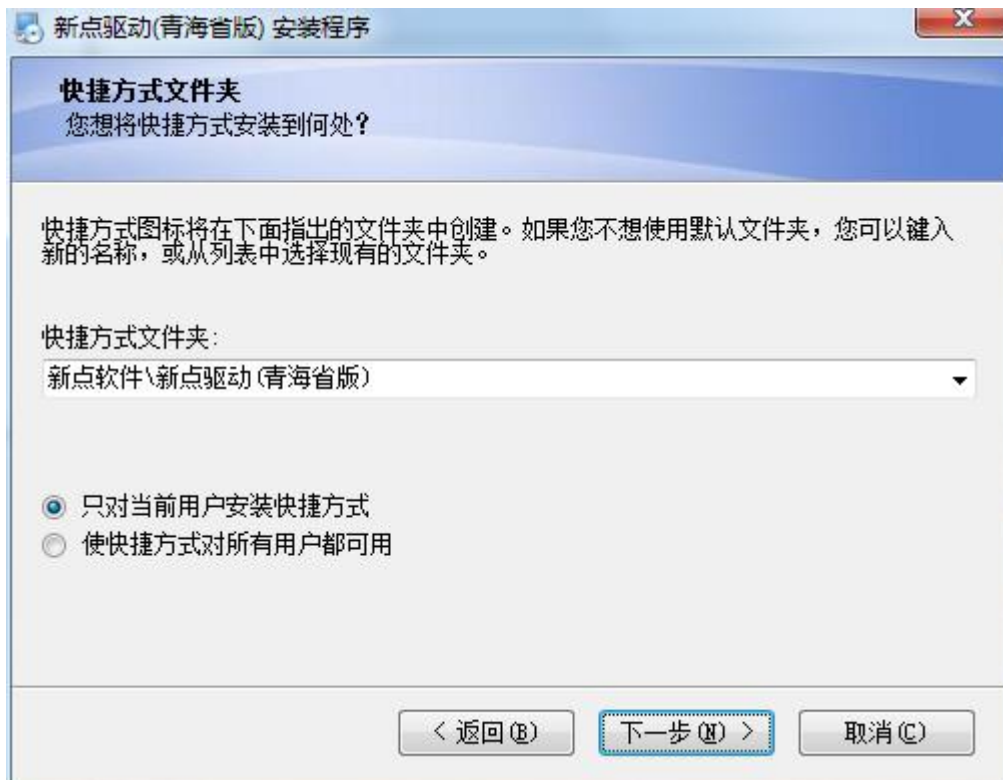 新点驱动(青海省版) 安装程序
快捷方式文件夹
您想将快捷方式安装到何处?
快捷方式图标将在下面指出的文件夹中创建。如果您不想使用默认文件夹，您可以键入
新的名称，或从列表中选择现有的文件夹。
快捷方式文件夹:
新点软件\新点驱动(青海省版)
只对当前用户安装快捷方式
使快捷方式对所有用户都可用
< 返回(B)
下一步(N) >
取消(C)